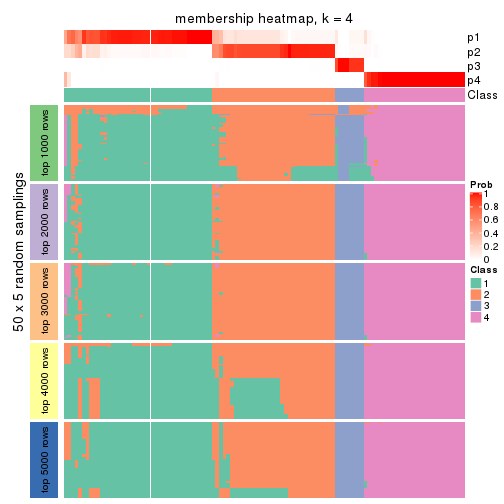 membership heatmap, k = 4
p1
p2
p3
p4
Class
50 x 5 random samplings
top 1000 rows
top 2000 rows
top 3000 rows
top 4000 rows
top 5000 rows
Prob
1
0.8
0.6
0.4
0.2
0
Class
1
2
3
4